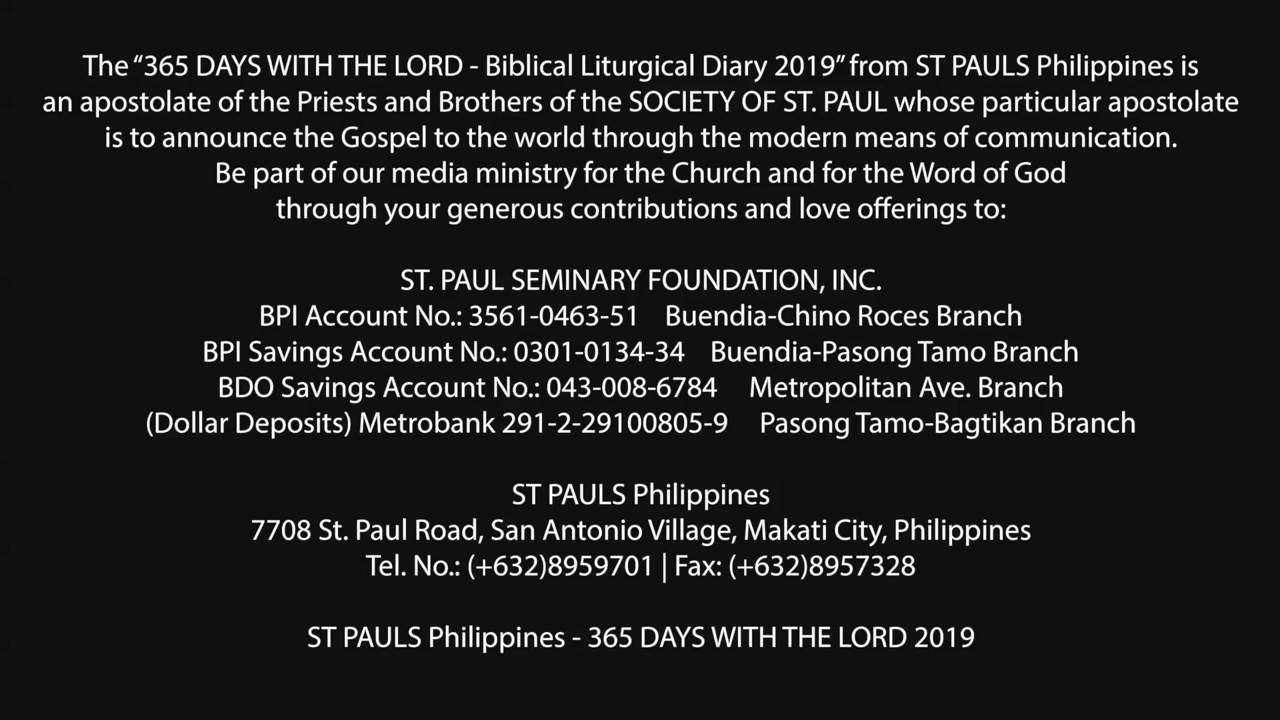 The “365 DAYS WITH THE LORD - Biblical Liturgical Diary 2019” from ST PAULS Philippines is
an apostolate of the Priests and Brothers of the SOCIETY OF ST. PAUL whose particular apostolate
is to announce the Gospel to the world through the modern means of communication.
Be part of our media ministry for the Church and for the Word of God
through your generous contributions and love offerings to:
ST. PAUL SEMINARY FOUNDATION, INC.
BPI Account No.: 3561-0463-51 Buendia-Chino Roces Branch
BPI Savings Account No.: 0301-0134-34 Buendia-Pasong Tamo Branch
BDO Savings Account No.: 043-008-6784 Metropolitan Ave. Branch
(Dollar Deposits) Metrobank 291-2-29100805-9 Pasong Tamo-Bagtikan Branch
ST PAULS Philippines
7708 St. Paul Road, San Antonio Village, Makati City, Philippines
Tel. No.: (+632)8959701 | Fax: (+632)8957328
ST PAULS Philippines - 365 DAYS WITH THE LORD 2019